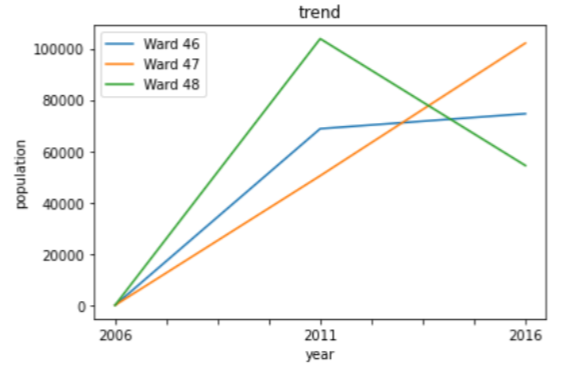 trend
Ward 46
Ward 47
Ward 48
100000
80000
60000
40000
20000
0
population
2006 2011 2016
year